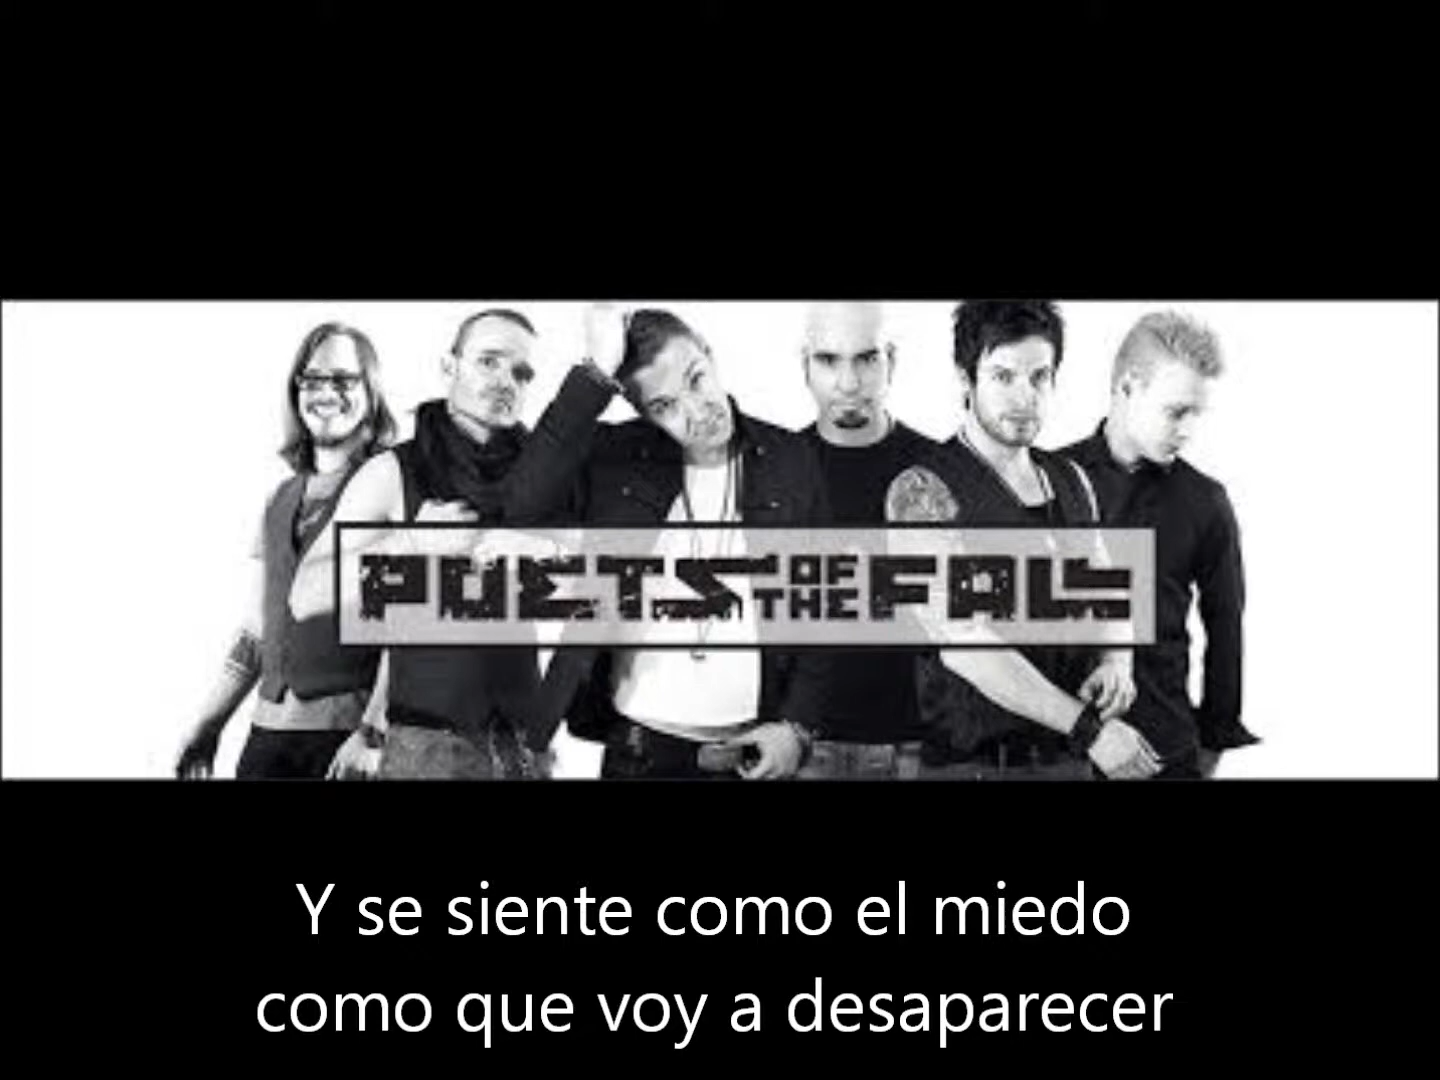 POETS OF THE FALL
Y se siente como el miedo
como que voy a desaparecer